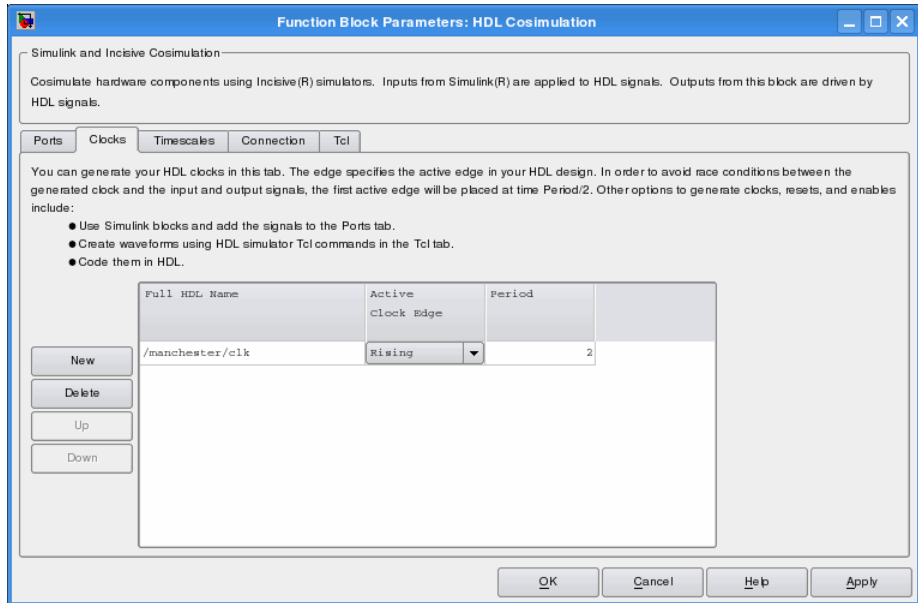 Function Block Parameters: HDL Cosimulation
Simulink and Incisive Cosimulation
Cosimulate hardware components using Incisive(R) simulators. Inputs from Simulink(R) are applied to HDL signals. Outputs from this block are driven by
HDL signals.
Ports Clocks Timescales Connection Tcl
You can generate your HDL clocks in this tab. The edge specifies the active edge in your HDL design. In order to avoid race conditions between the
generated clock and the input and output signals, the first active edge will be placed at time Period/2. Other options to generate clocks, resets, and enables
include:
● Use Simulink blocks and add the signals to the Ports tab.
● Create waveforms using HDL simulator Tcl commands in the Tcl tab.
● Code them in HDL.
Full HDL Name Active Period
Clock Edge
/manchester/clk Rising 2
New
Delete
Up
Down
OK Cancel Help Apply